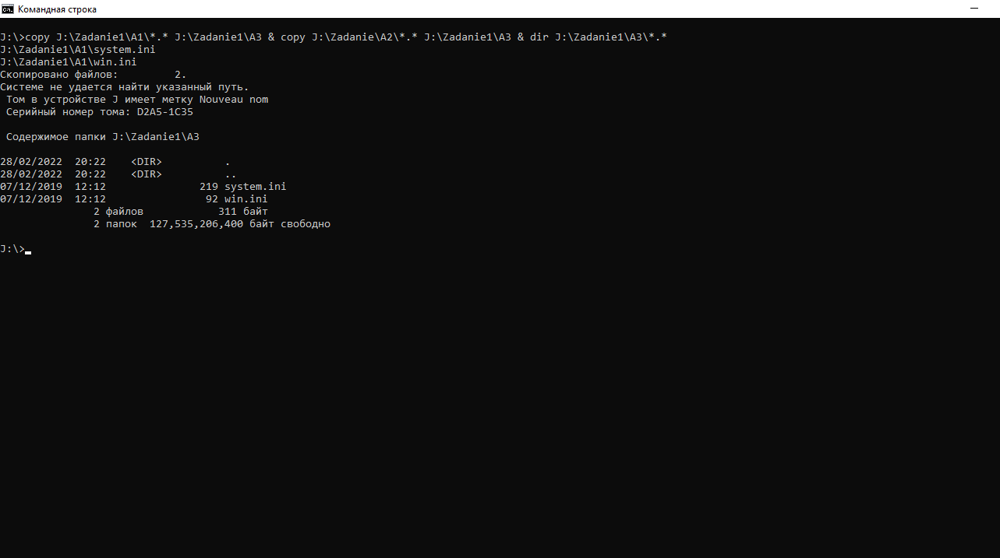 Командная строка
J:\>copy J:\Zadanie1\A1\*.* J:\Zadanie1\A3 & copy J:\Zadanie\A2\*.* J:\Zadanie1\A3 & dir J:\Zadanie1\A3\*.*
J:\Zadanie1\A1\system.ini
J:\Zadanie1\A1\win.ini
Скопировано файлов:         2.
Системе не удается найти указанный путь.
 Том в устройстве J имеет метку Nouveau nom
 Серийный номер тома: D2A5-1C35
 Содержимое папки J:\Zadanie1\A3
28/02/2022  20:22    <DIR>          .
28/02/2022  20:22    <DIR>          ..
07/12/2019  12:12               219 system.ini
07/12/2019  12:12                92 win.ini
               2 файлов            311 байт
               2 папок  127,535,206,400 байт свободно
J:\>